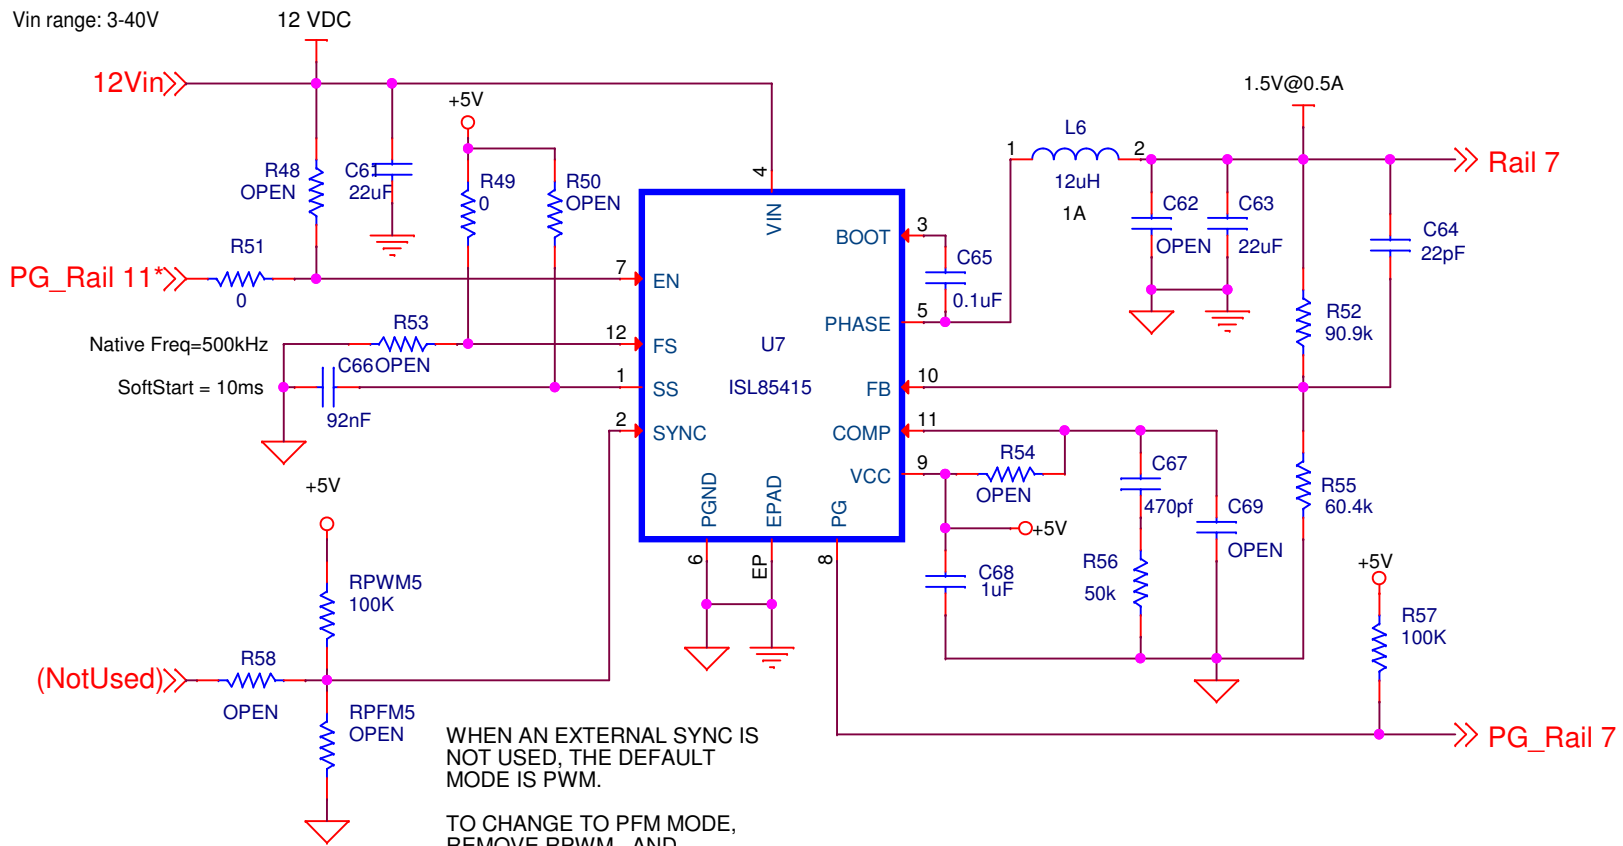 Vin range: 3-40V
12 VDC
12Vin
+5V
1.5V@0.5A
R48
OPEN
C61
22uF
R49
0
R50
OPEN
4
VIN
1
L6
2
12uH
1A
Rail 7
C62
OPEN
C63
22uF
C64
22pF
R51
0
PG_Rail 11*
7
EN
BOOT
3
C65
0.1uF
PHASE
5
R52
90.9k
Native Freq=500kHz
R53
OPEN
12
FS
U7
SoftStart = 10ms
C66
92nF
1
SS
ISL85415
FB
10
2
SYNC
COMP
11
VCC
9
R54
OPEN
C67
470pf
C69
OPEN
R55
60.4k
PGND
EPAD
PG
6
EP
8
+5V
+5V
C68
1uF
R56
50k
+5V
R57
100K
RPWM5
100K
(NotUsed)
R58
OPEN
RPFM5
OPEN
PG_Rail 7
WHEN AN EXTERNAL SYNC IS
NOT USED, THE DEFAULT
MODE IS PWM.
TO CHANGE TO PFM MODE,
REMOVE RPWM_ AND